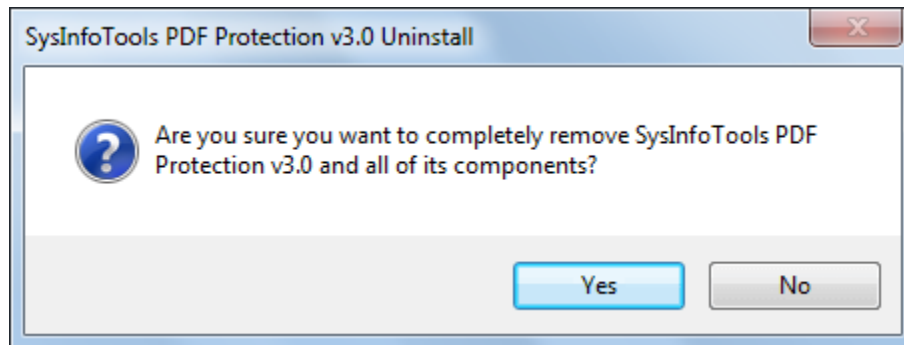 SysInfoTools PDF Protection v3.0 Uninstall
Are you sure you want to completely remove SysInfoTools PDF
Protection v3.0 and all of its components?
Yes
No